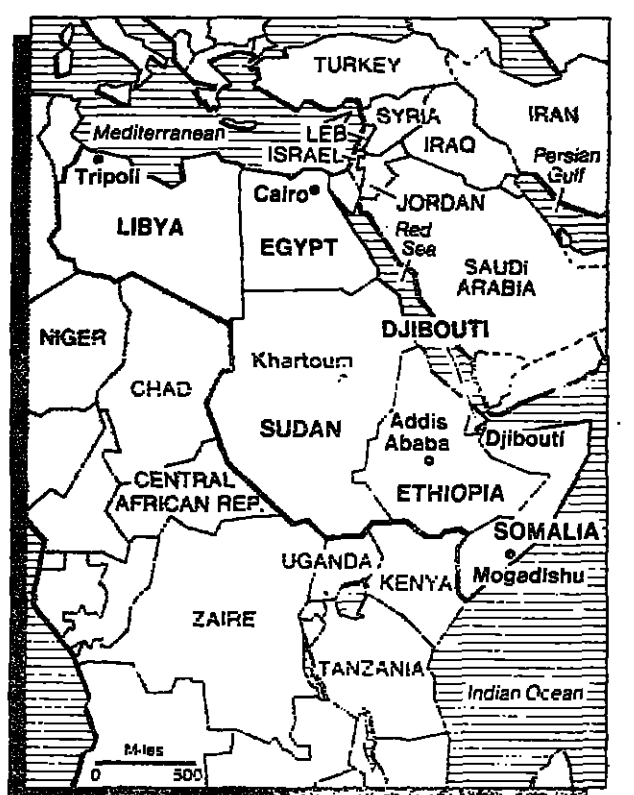 TURKEY
SYRIA
IRAN
Mediterranean
LEB
ISRAEL
IRAQ
Persian
Gulf
Tripoli
Cairo
JORDAN
LIBYA
EGYPT
Red
Sea
SAUDI
ARABIA
NIGER
DJIBOUTI
Khartoum
CHAD
SUDAN
Addis
Ababa
Djibouti
CENTRAL
AFRICAN REP.
ETHIOPIA
SOMALIA
UGANDA
KENYA
Mogadishu
ZAIRE
TANZANIA
Indian Ocean
Miles
0 500